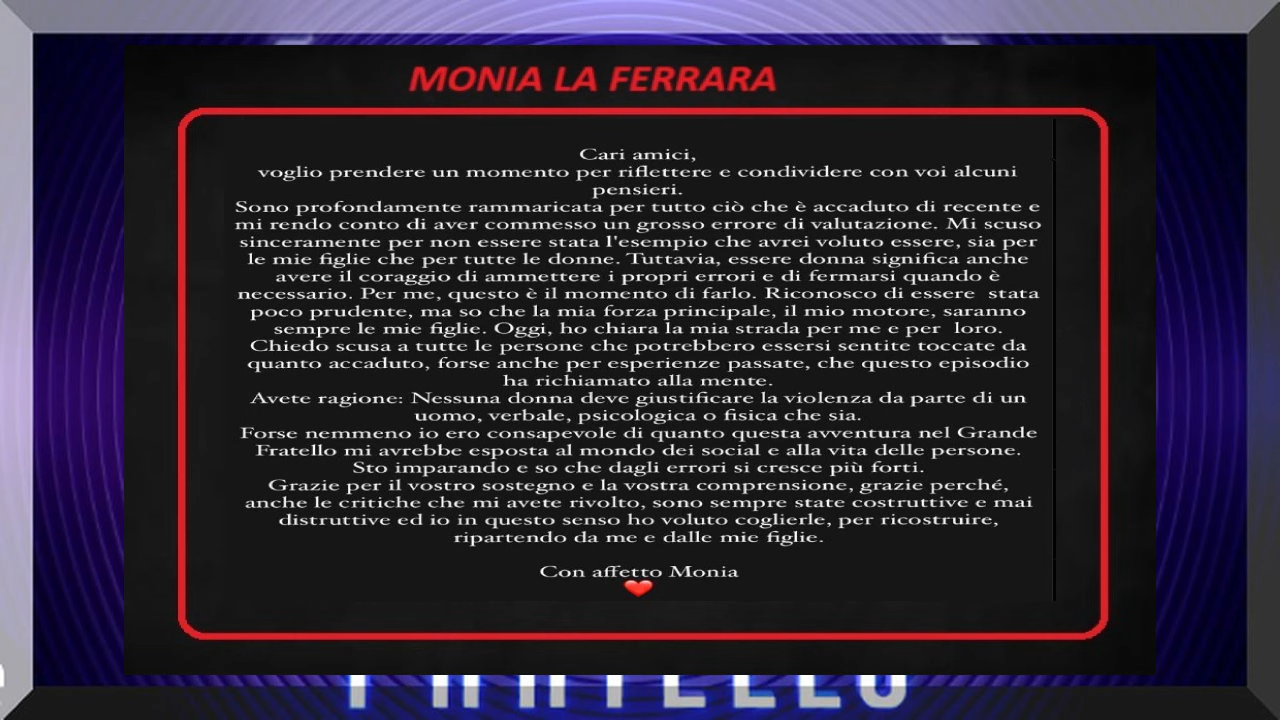 MONIA LA FERRARA
Cari amici,
voglio prendere un momento per riflettere e condividere con voi alcuni
pensieri.
Sono profondamente rammaricata per tutto ciò che è accaduto di recente e
mi rendo conto di aver commesso un grosso errore di valutazione. Mi scuso
sinceramente per non essere stata l'esempio che avrei voluto essere, sia per
le mie figlie che per tutte le donne. Tuttavia, essere donna significa anche
avere il coraggio di ammettere i propri errori e di fermarsi quando è
necessario. Per me, questo è il momento di farlo. Riconosco di essere  stata
poco prudente, ma so che la mia forza principale, il mio motore, saranno
sempre le mie figlie. Oggi, ho chiara la mia strada per me e per  loro.
Chiedo scusa a tutte le persone che potrebbero essersi sentite toccate da
quanto accaduto, forse anche per esperienze passate, che questo episodio
ha richiamato alla mente.
Avete ragione: Nessuna donna deve giustificare la violenza da parte di un
uomo, verbale, psicologica o fisica che sia.
Forse nemmeno io ero consapevole di quanto questa avventura nel Grande
Fratello mi avrebbe esposta al mondo dei social e alla vita delle persone.
Sto imparando e so che dagli errori si cresce più forti.
Grazie per il vostro sostegno e la vostra comprensione, grazie perché,
anche le critiche che mi avete rivolto, sono sempre state costruttive e mai
distruttive ed io in questo senso ho voluto coglierle, per ricostruire,
ripartendo da me e dalle mie figlie.
Con affetto Monia
❤️
FRATELLO